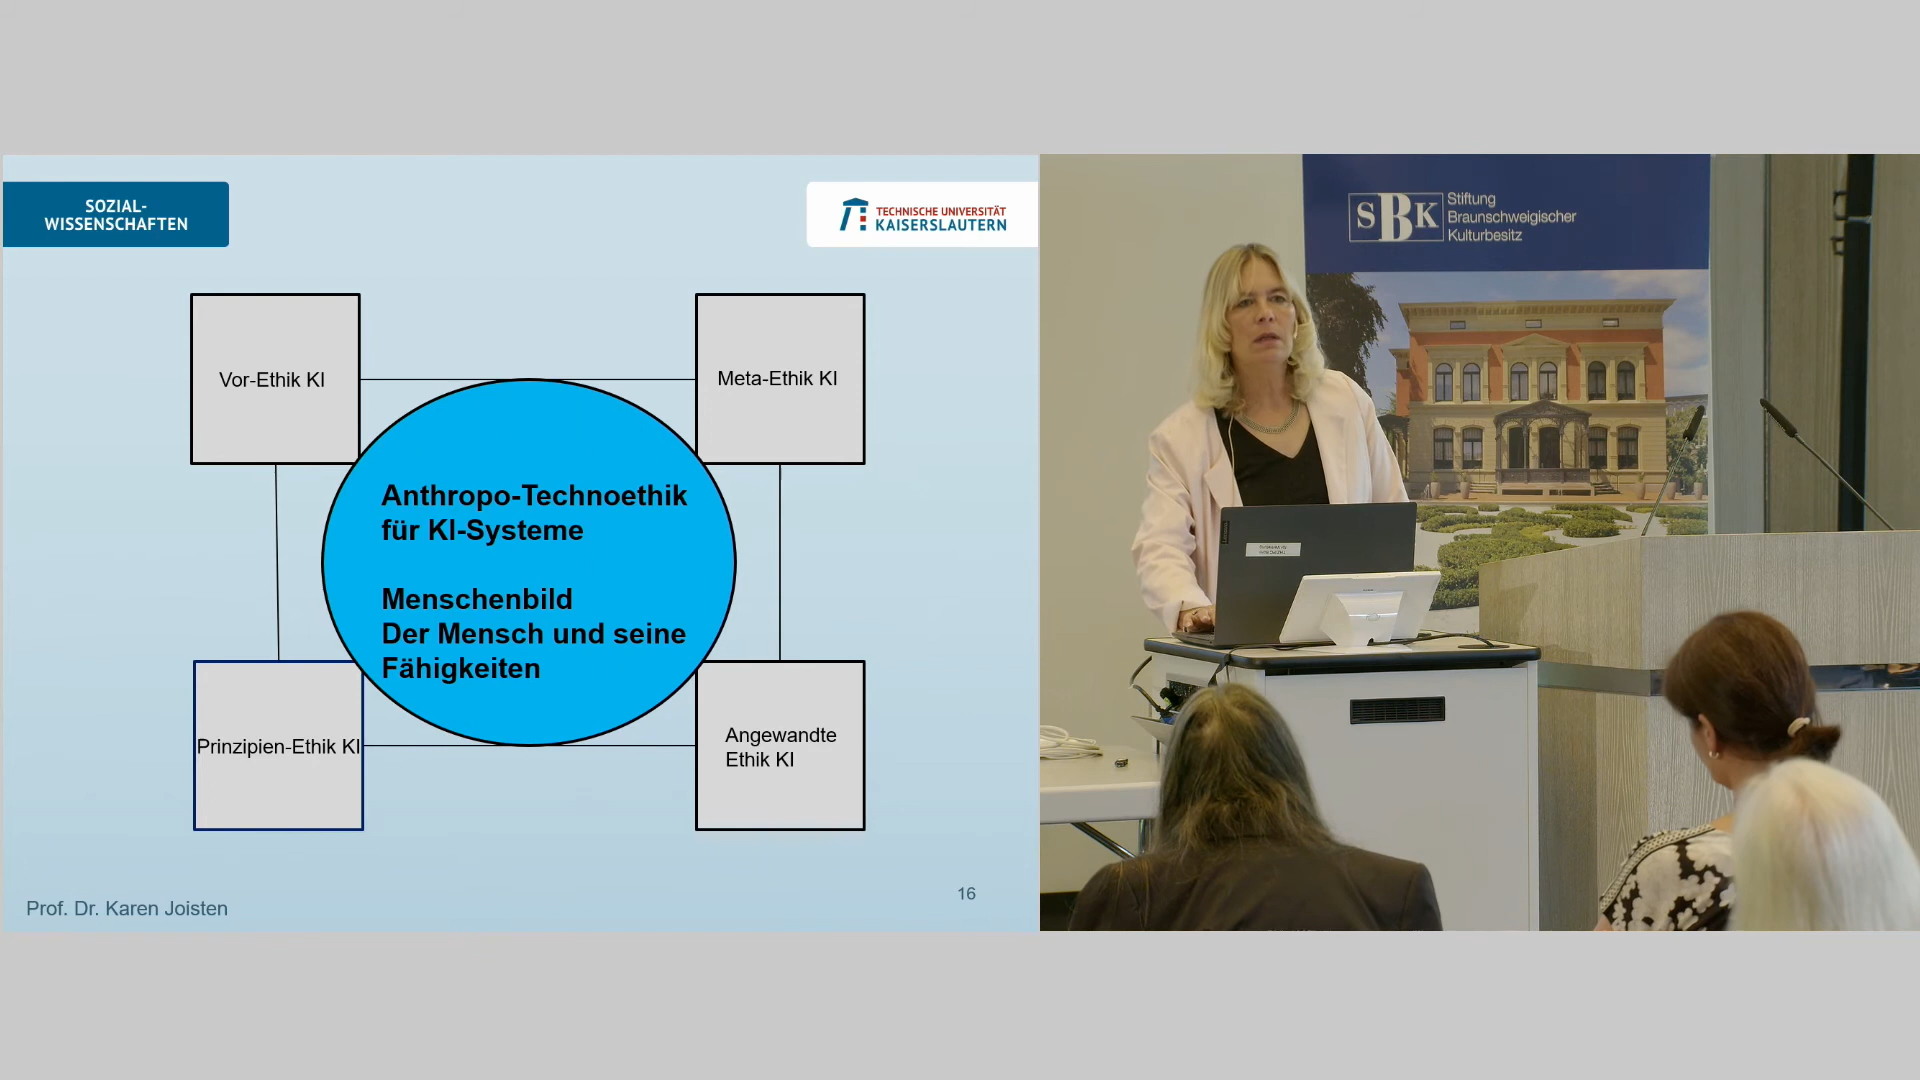 SOZIAL-
WISSENSCHAFTEN
TECHNISCHE UNIVERSITÄT
KAISERSLAUTERN
Vor-Ethik KI
Meta-Ethik KI
Anthropo-Technoethik
für KI-Systeme
Menschenbild
Der Mensch und seine
Fähigkeiten
Prinzipien-Ethik KI
Angewandte
Ethik KI
Prof. Dr. Karen Joisten
16
SBK
Stiftung
Braunschweigischer
Kulturbesitz